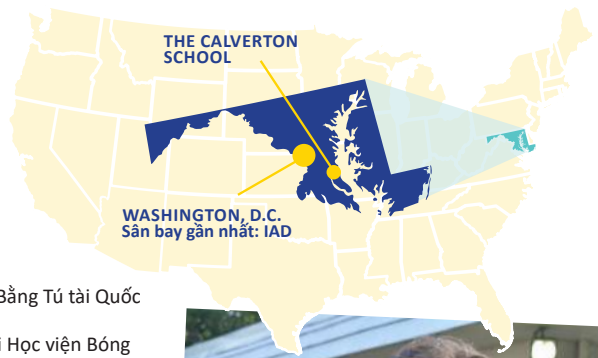 THE CALVERTON
SCHOOL
WASHINGTON, D.C.
Sân bay gần nhất: IAD
Bằng Tú tài Quốc
i Học viện Bóng